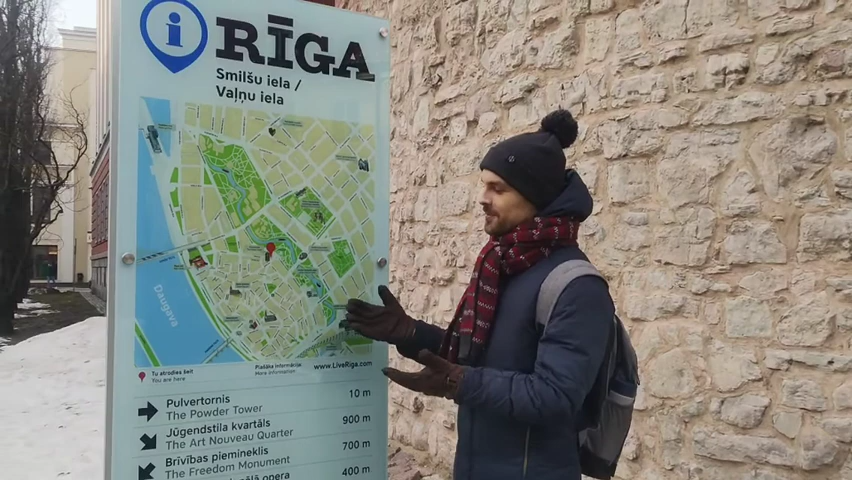 i RĪGA
Smilšu iela /
Vaļņu iela
Daugava
Tu atrodies šeit
You are here
Plašāka informācija
More information
www.LiveRiga.com
Pulvertornis 10 m
The Powder Tower
Jūgendstila kvartāls 900 m
The Art Nouveau Quarter
Brīvības piemineklis 700 m
The Freedom Monument
opera 400 m